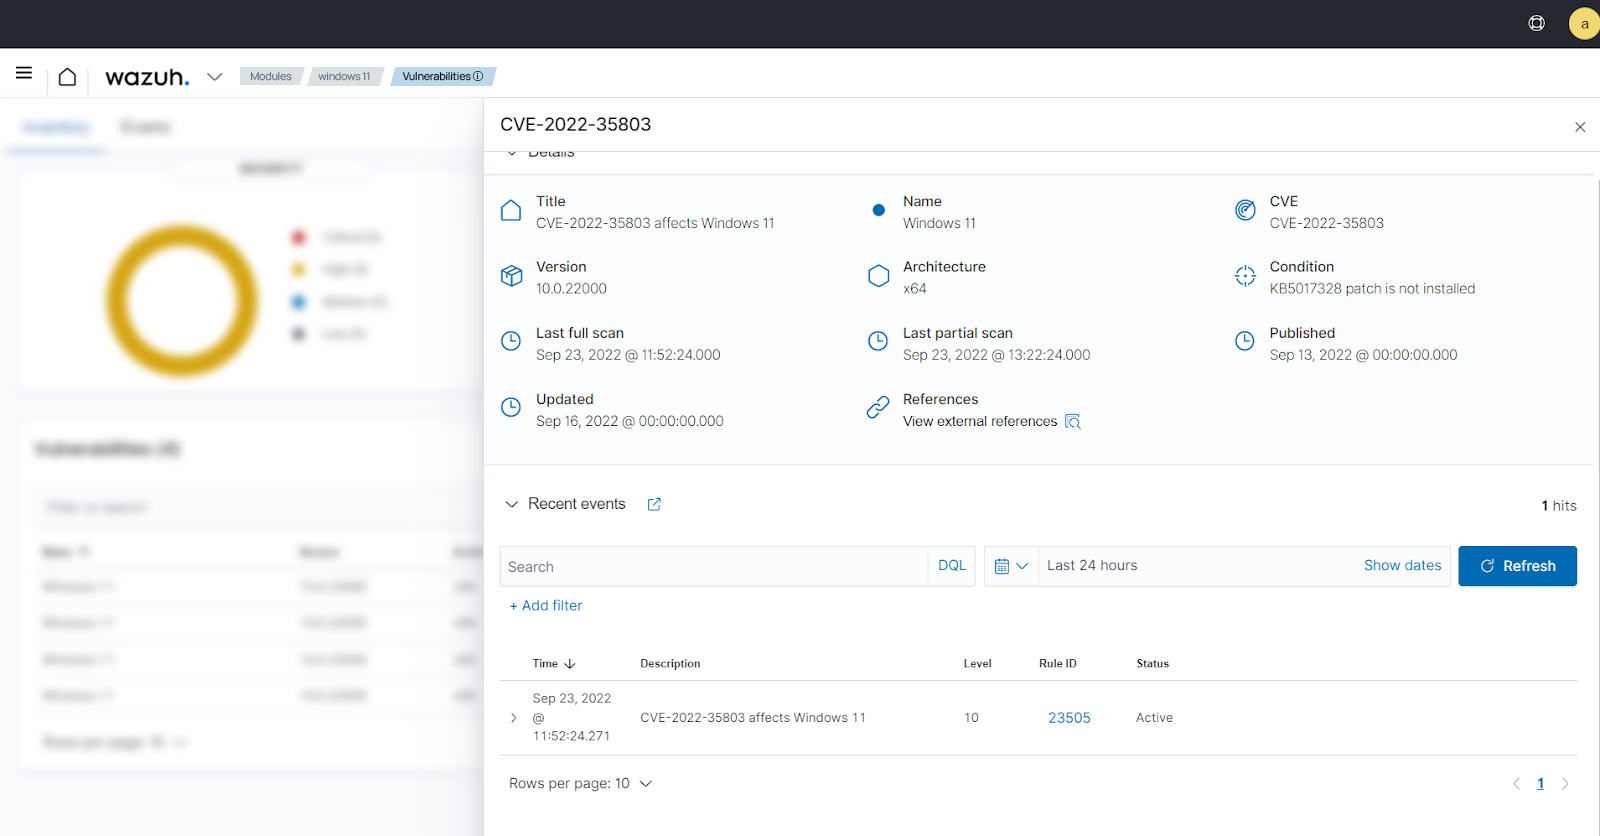 a
wazuh.
Modules
windows 11
Vulnerabilities
Inventory
Events
CVE-2022-35803
Details
Title
CVE-2022-35803 affects Windows 11
Name
Windows 11
CVE
CVE-2022-35803
Version
10.0.22000
Architecture
x64
Condition
KB5017328 patch is not installed
Last full scan
Sep 23, 2022 @ 11:52:24.000
Last partial scan
Sep 23, 2022 @ 13:22:24.000
Published
Sep 13, 2022 @ 00:00:00.000
Updated
Sep 16, 2022 @ 00:00:00.000
References
View external references
Vulnerabilities (4)
Recent events
1 hits
Search
DQL
Last 24 hours
Show dates
Refresh
+ Add filter
Time
Description
Level
Rule ID
Status
Sep 23, 2022
@
11:52:24.271
CVE-2022-35803 affects Windows 11
10
23505
Active
Rows per page: 10
1